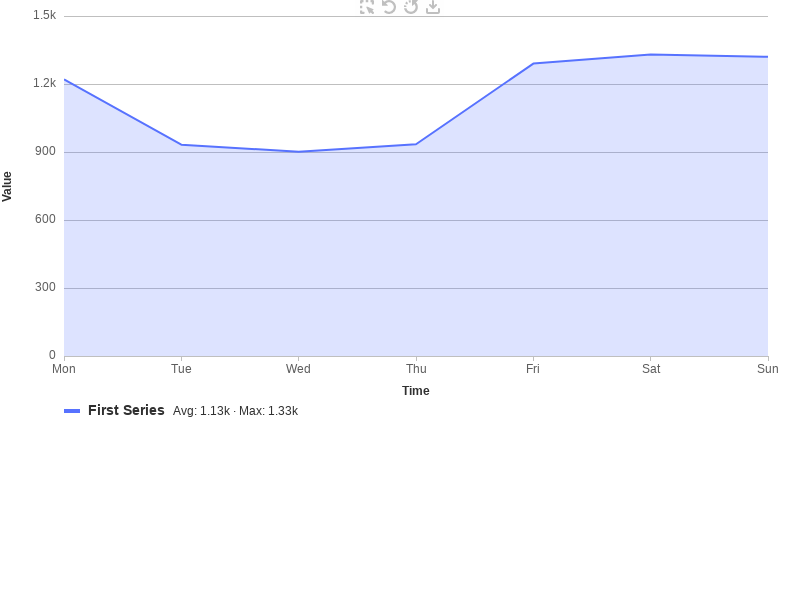 1.5k
1.2k
900
600
300
0
Value
Mon Tue Wed Thu Fri Sat Sun
Time
First Series Avg: 1.13k · Max: 1.33k